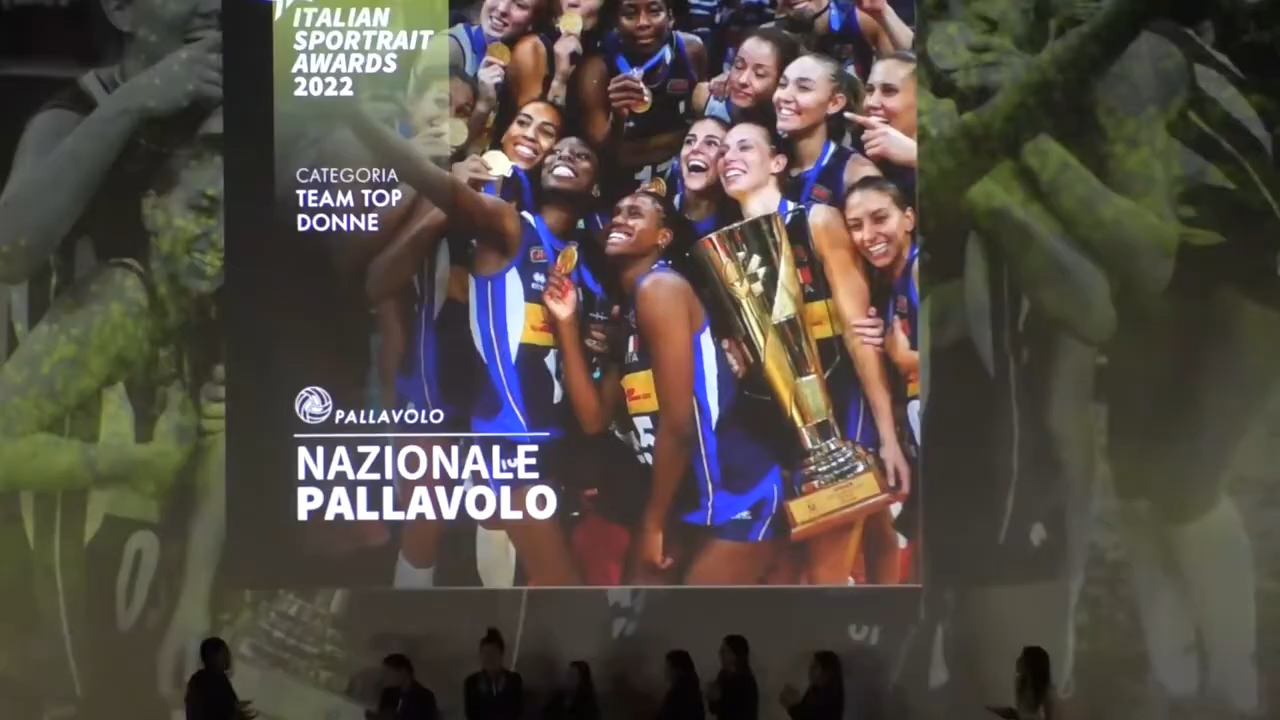 ITALIAN
SPORTRAIT
AWARDS
2022
CATEGORIA
TEAM TOP
DONNE
PALLAVOLO
NAZIONALE
PALLAVOLO